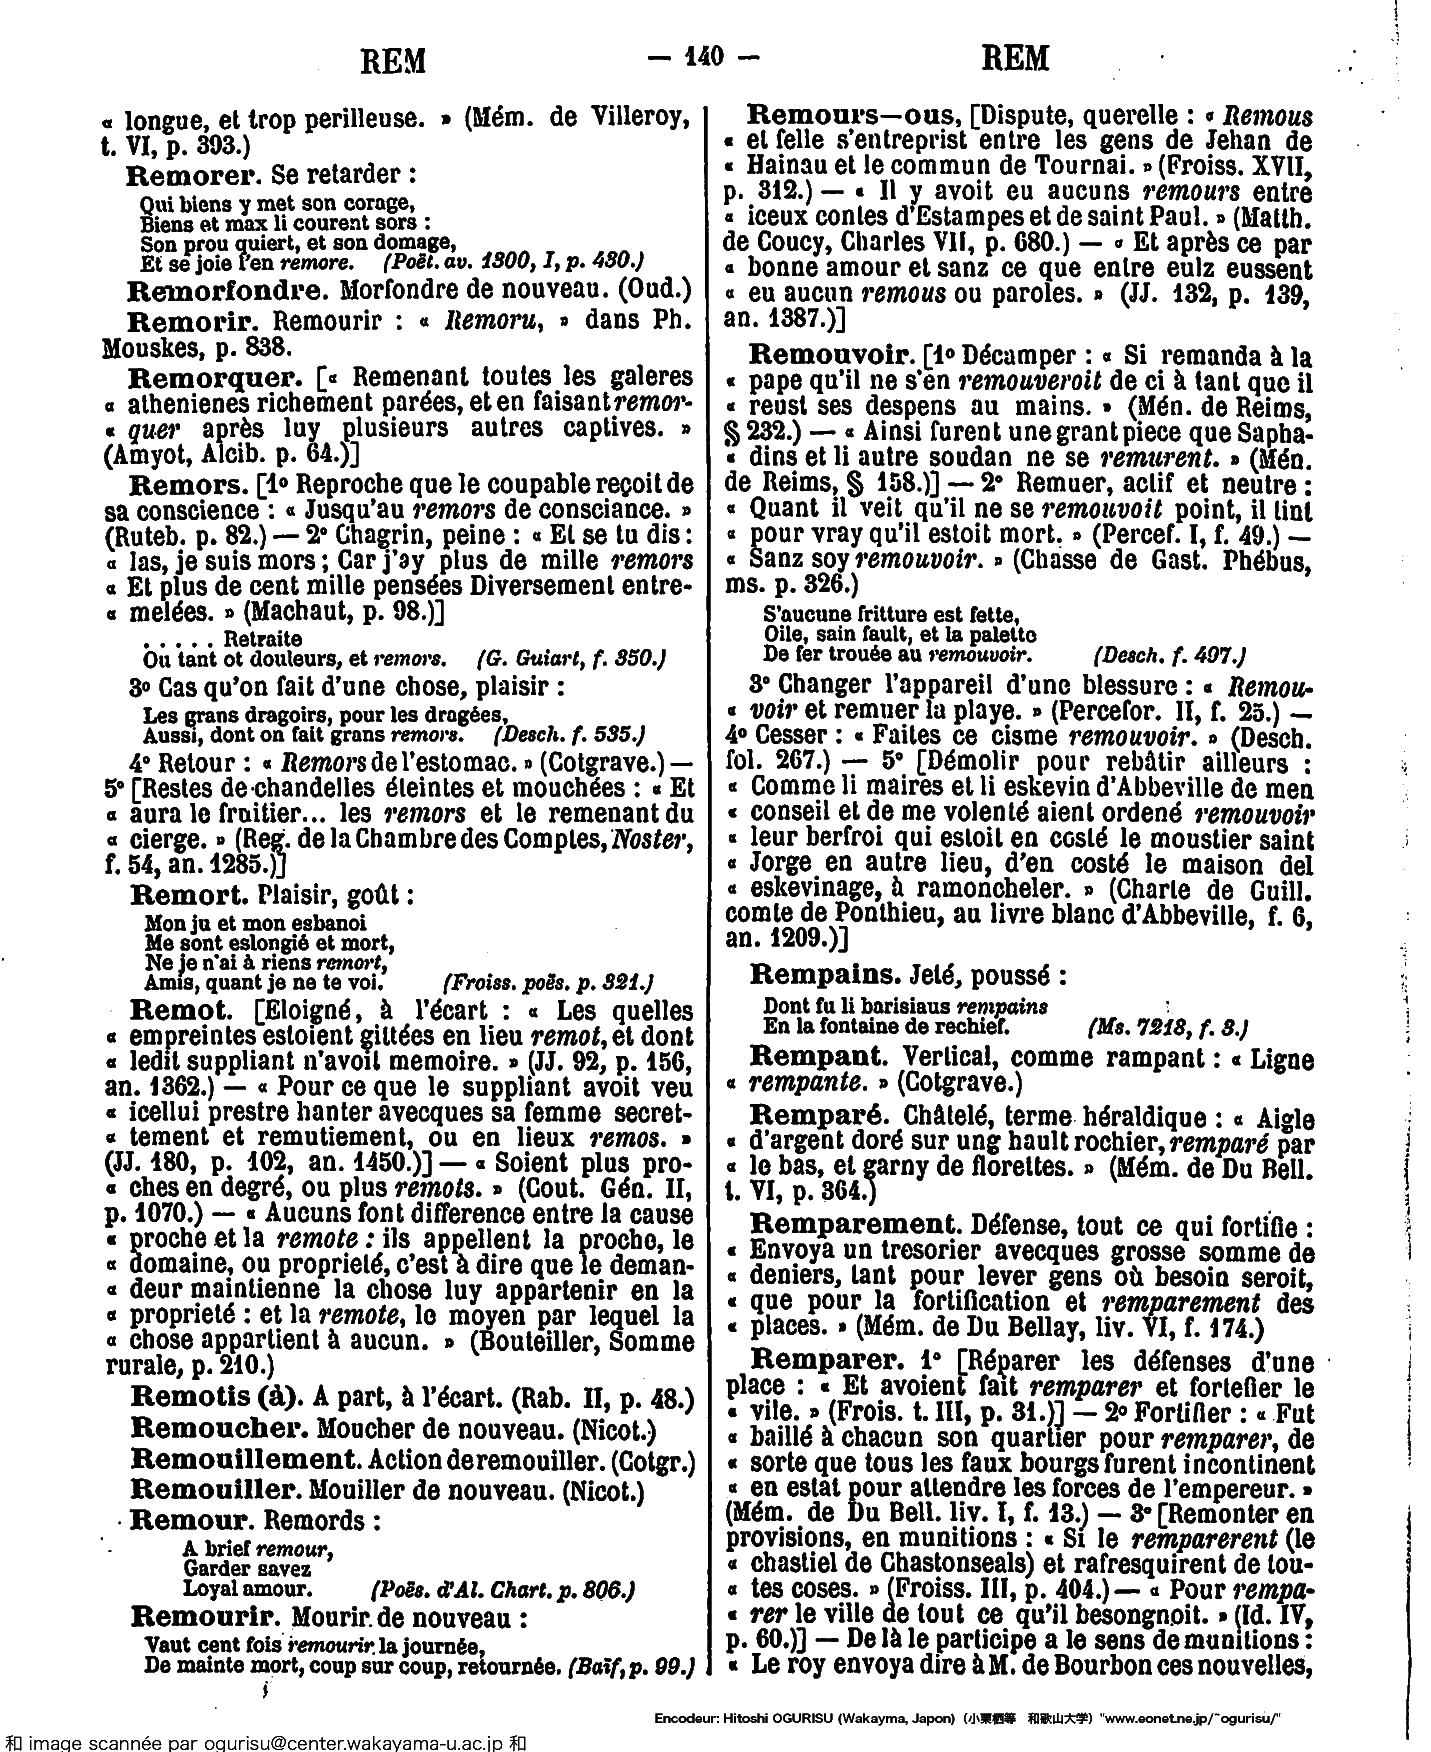 REM
— 140 —
REM
« longue, et trop perilleuse. » (Mém. de Villeroy,
t. VI, p. 393.)
Remorer. Se retarder :
Qui biens y met son corage,
Biens et max li courent sors :
Son prou quiert, et son domage,
Et se joie l'en remore. (Poët. av. 1300, I, p. 430.)
Remorfondre. Morfondre de nouveau. (Oud.)
Remorir. Remourir : « Remoru, » dans Ph.
Mouskes, p. 838.
Remorquer. [« Remenant toutes les galeres
« athenienes richement parées, et en faisant remor-
« quer après luy plusieurs autres captives. »
(Amyot, Alcib. p. 64.)]
Remors. [1º Reproche que le coupable reçoit de
sa conscience : « Jusqu'au remors de consciance. »
(Ruteb. p. 82.) — 2º Chagrin, peine : « Et se tu dis :
« las, je suis mors ; Car j'ay plus de mille remors
« Et plus de cent mille pensées Diversement entre-
« melées. » (Machaut, p. 98.)]
. . . . . Retraite
Ou tant ot douleurs, et remors. (G. Guiart, f. 350.)
3º Cas qu'on fait d'une chose, plaisir :
Les grans dragoirs, pour les dragées,
Aussi, dont on fait grans remors. (Desch. f. 535.)
4º Retour : « Remors de l'estomac. » (Cotgrave.) —
5º [Restes de chandelles éteintes et mouchées : « Et
« aura le fruitier... les remors et le remenant du
« cierge. » (Reg. de la Chambre des Comptes, Noster,
f. 54, an. 1285.)]
Remort. Plaisir, goût :
Mon ju et mon esbanoi
Me sont eslongié et mort,
Ne je n'ai à riens remort,
Amis, quant je ne te voi. (Froiss. poës. p. 321.)
Remot. [Eloigné, à l'écart : « Les quelles
« empreintes estoient gittées en lieu remot, et dont
« ledit suppliant n'avoit memoire. » (JJ. 92, p. 156,
an. 1362.) — « Pour ce que le suppliant avoit veu
« icellui prestre hanter avecques sa femme secret-
« tement et remutiement, ou en lieux remos. »
(JJ. 180, p. 102, an. 1450.)] — « Soient plus pro-
« ches en degré, ou plus remots. » (Cout. Gén. II,
p. 1070.) — « Aucuns font difference entre la cause
« proche et la remote : ils appellent la proche, le
« domaine, ou proprieté, c'est à dire que le deman-
« deur maintienne la chose luy appartenir en la
« proprieté : et la remote, le moyen par lequel la
« chose appartient à aucun. » (Bouteiller, Somme
rurale, p. 210.)
Remotis (à). A part, à l'écart. (Rab. II, p. 48.)
Remoucher. Moucher de nouveau. (Nicot.)
Remouillement. Action de remouiller. (Cotgr.)
Remouiller. Mouiller de nouveau. (Nicot.)
Remour. Remords :
A brief remour,
Garder savez
Loyal amour. (Poës. d'Al. Chart. p. 806.)
Remourir. Mourir de nouveau :
Vaut cent fois remourir la journée,
De mainte mort, coup sur coup, retournée. (Baïf, p. 99.)
Remours—ous, [Dispute, querelle : « Remous
« et felle s'entreprist entre les gens de Jehan de
« Hainau et le commun de Tournai. » (Froiss. XVII,
p. 312.) — « Il y avoit eu aucuns remours entre
« iceux contes d'Estampes et de saint Paul. » (Matth.
de Coucy, Charles VII, p. 680.) — « Et après ce par
« bonne amour et sanz ce que entre eulz eussent
« eu aucun remous ou paroles. » (JJ. 132, p. 139,
an. 1387.)]
Remouvoir. [1º Décamper : « Si remanda à la
« pape qu'il ne s'en remouveroit de ci à tant que il
« reust ses despens au mains. » (Mén. de Reims,
§ 232.) — « Ainsi furent une grant piece que Sapha-
« dins et li autre soudan ne se remurent. » (Mén.
de Reims, § 158.)] — 2º Remuer, actif et neutre :
« Quant il veit qu'il ne se remouvoit point, il tint
« pour vray qu'il estoit mort. » (Percef. I, f. 49.) —
« Sanz soy remouvoir. » (Chasse de Gast. Phébus,
ms. p. 326.)
S'aucune fritture est fette,
Oile, sain fault, et la palette
De fer trouée au remouvoir. (Desch. f. 497.)
3º Changer l'appareil d'une blessure : « Remou-
« voir et remuer la playe. » (Percefor. II, f. 25.) —
4º Cesser : « Faites ce cisme remouvoir. » (Desch.
fol. 267.) — 5º [Démolir pour rebâtir ailleurs :
« Comme li maires et li eskevin d'Abbeville de men
« conseil et de me volenté aient ordené remouvoir
« leur berfroi qui estoit en costé le moustier saint
« Jorge en autre lieu, d'en costé le maison del
« eskevinage, à ramoncheler. » (Charte de Guill.
comte de Ponthieu, au livre blanc d'Abbeville, f. 6,
an. 1209.)]
Rempains. Jeté, poussé :
Dont fu li barisiaus rempains
En la fontaine de rechief. (Ms. 7218, f. 3.)
Rempant. Vertical, comme rampant : « Ligne
« rempante. » (Cotgrave.)
Remparé. Châtelé, terme héraldique : « Aigle
« d'argent doré sur ung hault rochier, remparé par
« le bas, et garny de florettes. » (Mém. de Du Bell.
t. VI, p. 364.)
Remparement. Défense, tout ce qui fortifie :
« Envoya un tresorier avecques grosse somme de
« deniers, tant pour lever gens où besoin seroit,
« que pour la fortification et remparement des
« places. » (Mém. de Du Bellay, liv. VI, f. 174.)
Remparer. 1º [Réparer les défenses d'une
place : « Et avoient fait remparer et fortefier le
« vile. » (Frois. t. III, p. 31.)] — 2º Fortifier : « Fut
« baillé à chacun son quartier pour remparer, de
« sorte que tous les faux bourgs furent incontinent
« en estat pour attendre les forces de l'empereur. »
(Mém. de Du Bell. liv. I, f. 13.) — 3º [Remonter en
provisions, en munitions : « Si le remparerent (le
« chastiel de Chastonseals) et rafresquirent de tou-
« tes coses. » (Froiss. III, p. 404.) — « Pour rempa-
« rer le ville de tout ce qu'il besongnoit. » (Id. IV,
p. 60.)] — De là le participe a le sens de munitions :
« Le roy envoya dire à M. de Bourbon ces nouvelles,
Encodeur: Hitoshi OGURISU (Wakayma, Japon) (小栗栖等 和歌山大学) "www.eonet.ne.jp/~ogurisu/"
和 image scannée par ogurisu@center.wakayama-u.ac.jp 和